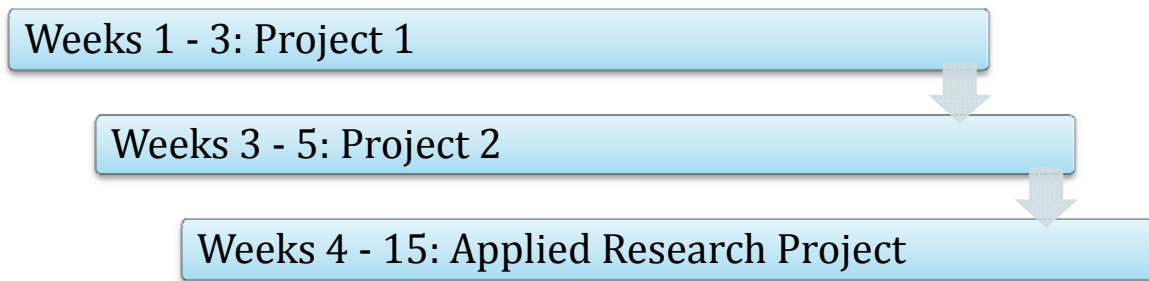 Weeks 1 - 3: Project 1
Weeks 3 - 5: Project 2
Weeks 4 - 15: Applied Research Project